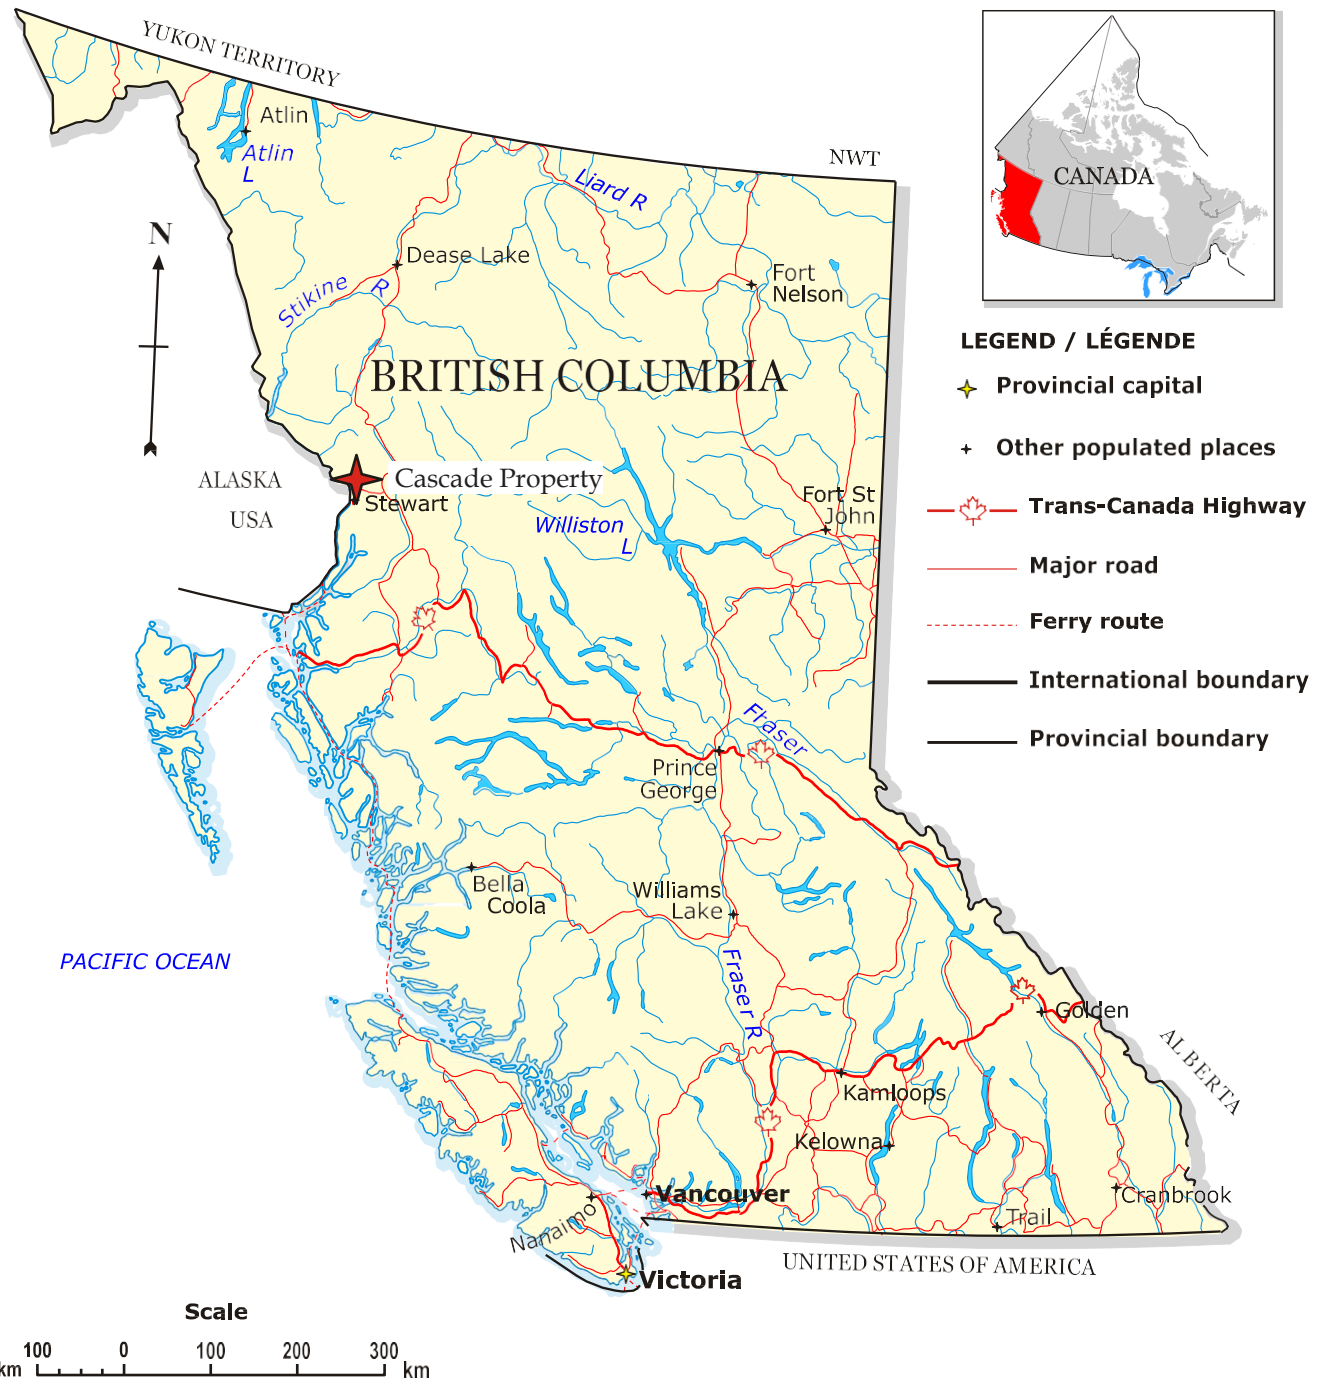 YUKON TERRITORY
NWT
CANADA
Atlin
Atlin
L
Liard R
N
Dease Lake
Stikine
R
Fort
Nelson
BRITISH COLUMBIA
LEGEND / LÉGENDE
Provincial capital
Other populated places
Trans-Canada Highway
Major road
Ferry route
International boundary
Provincial boundary
ALASKA
USA
Cascade Property
Stewart
Fort St
John
Williston
L
Fraser
Prince
George
Bella
Coola
Williams
Lake
PACIFIC OCEAN
Fraser R
Golden
ALBERTA
Kamloops
Kelowna
Vancouver
Cranbrook
Nanaimo
Trail
UNITED STATES OF AMERICA
Victoria
Scale
100 0 100 200 300
km km